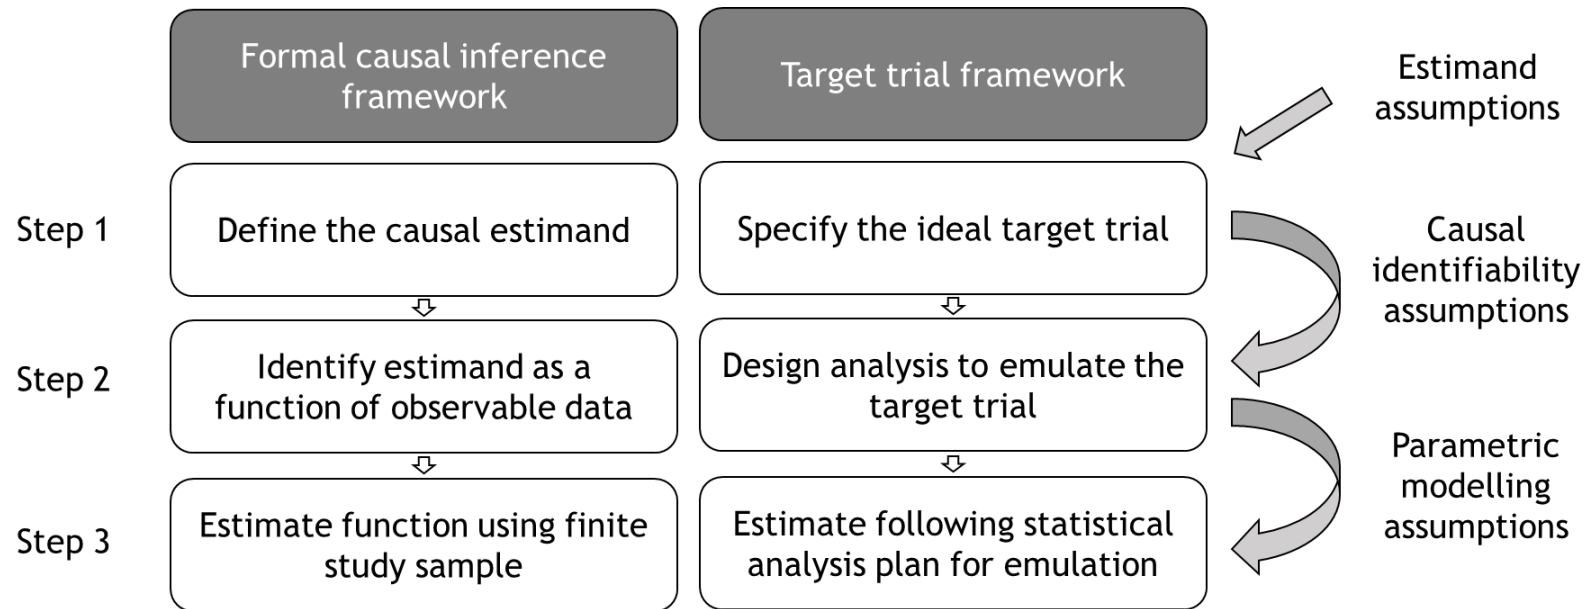 Formal causal inference
framework
Target trial framework
Estimand
assumptions
Step 1
Define the causal estimand
Specify the ideal target trial
Causal
identifiability
assumptions
Step 2
Identify estimand as a
function of observable data
Design analysis to emulate the
target trial
Parametric
modelling
assumptions
Step 3
Estimate function using finite
study sample
Estimate following statistical
analysis plan for emulation